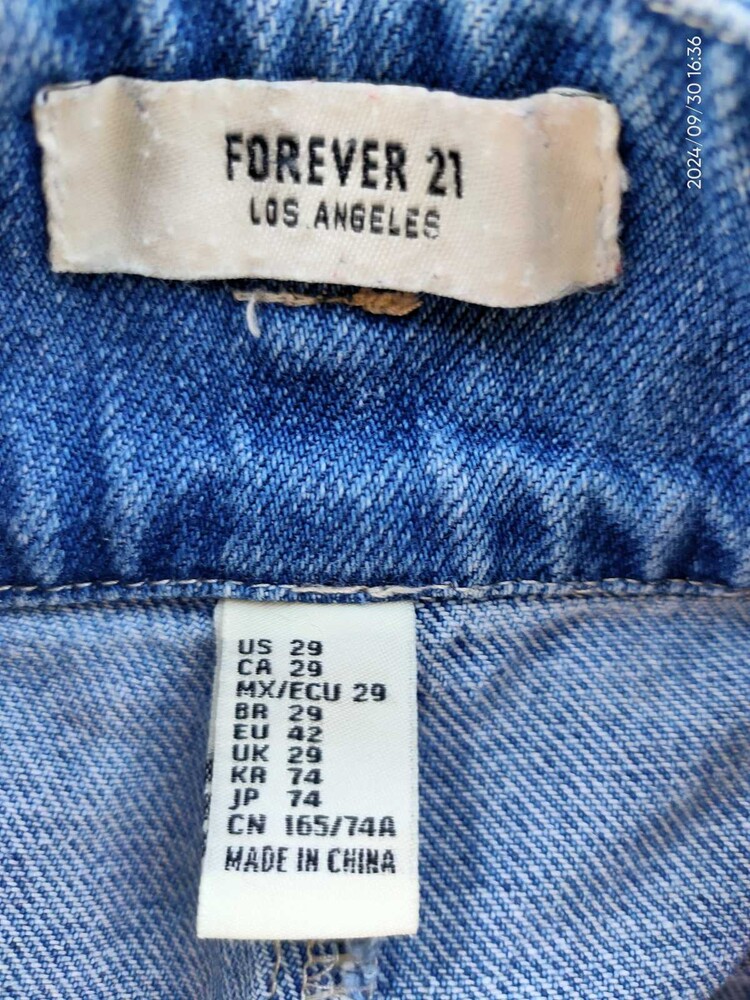 2024/09/30 16:36
FOREVER 21
LOS ANGELES
US 29
CA 29
MX/ECU 29
BR 29
EU 42
UK 29
KR 74
JP 74
CN 165/74A
MADE IN CHINA